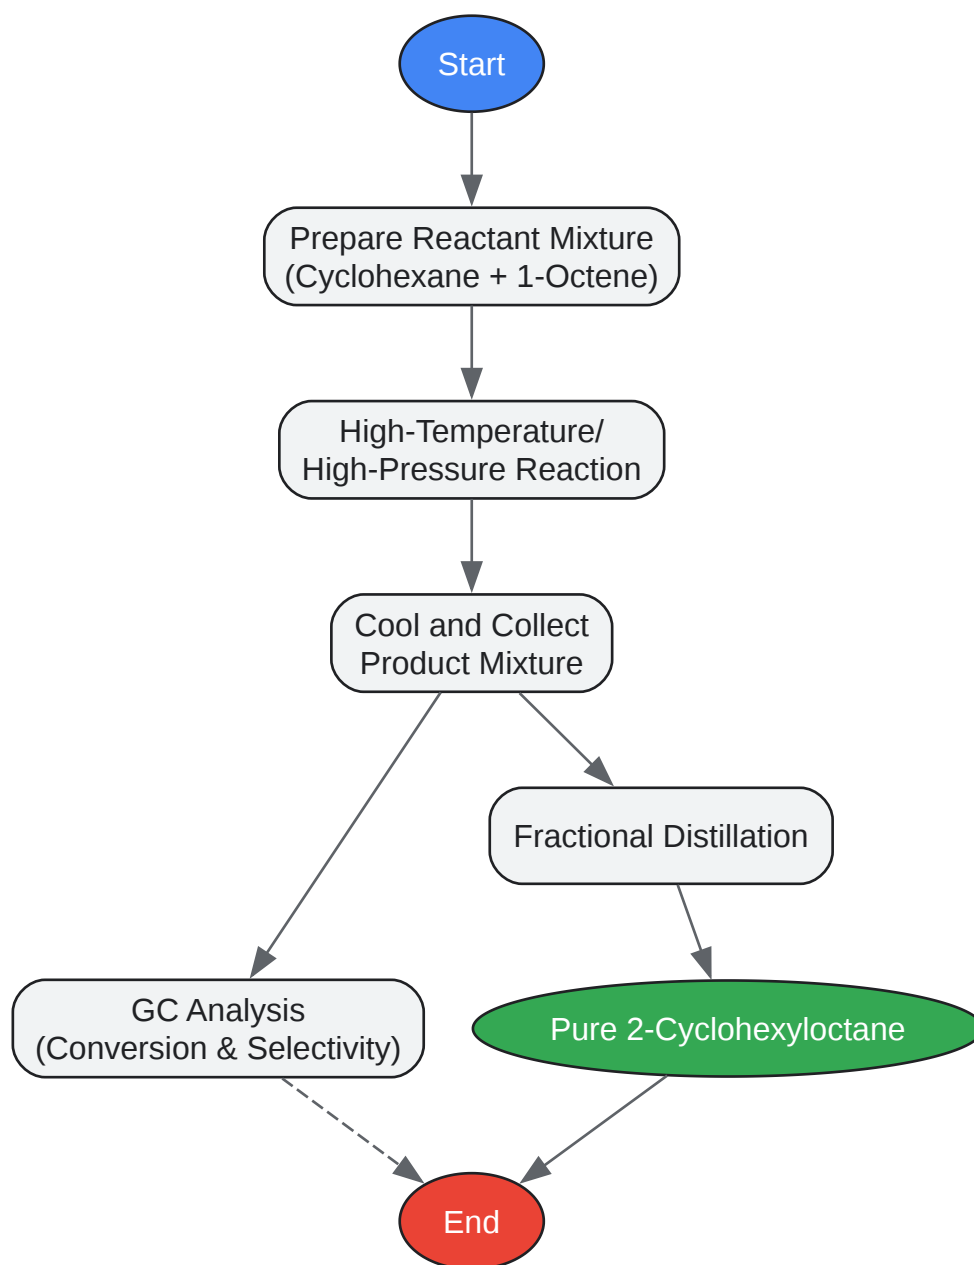 Start
Prepare Reactant Mixture
(Cyclohexane + 1-Octene)
High-Temperature/
High-Pressure Reaction
Cool and Collect
Product Mixture
Fractional Distillation
GC Analysis
(Conversion & Selectivity)
Pure 2-Cyclohexyloctane
End